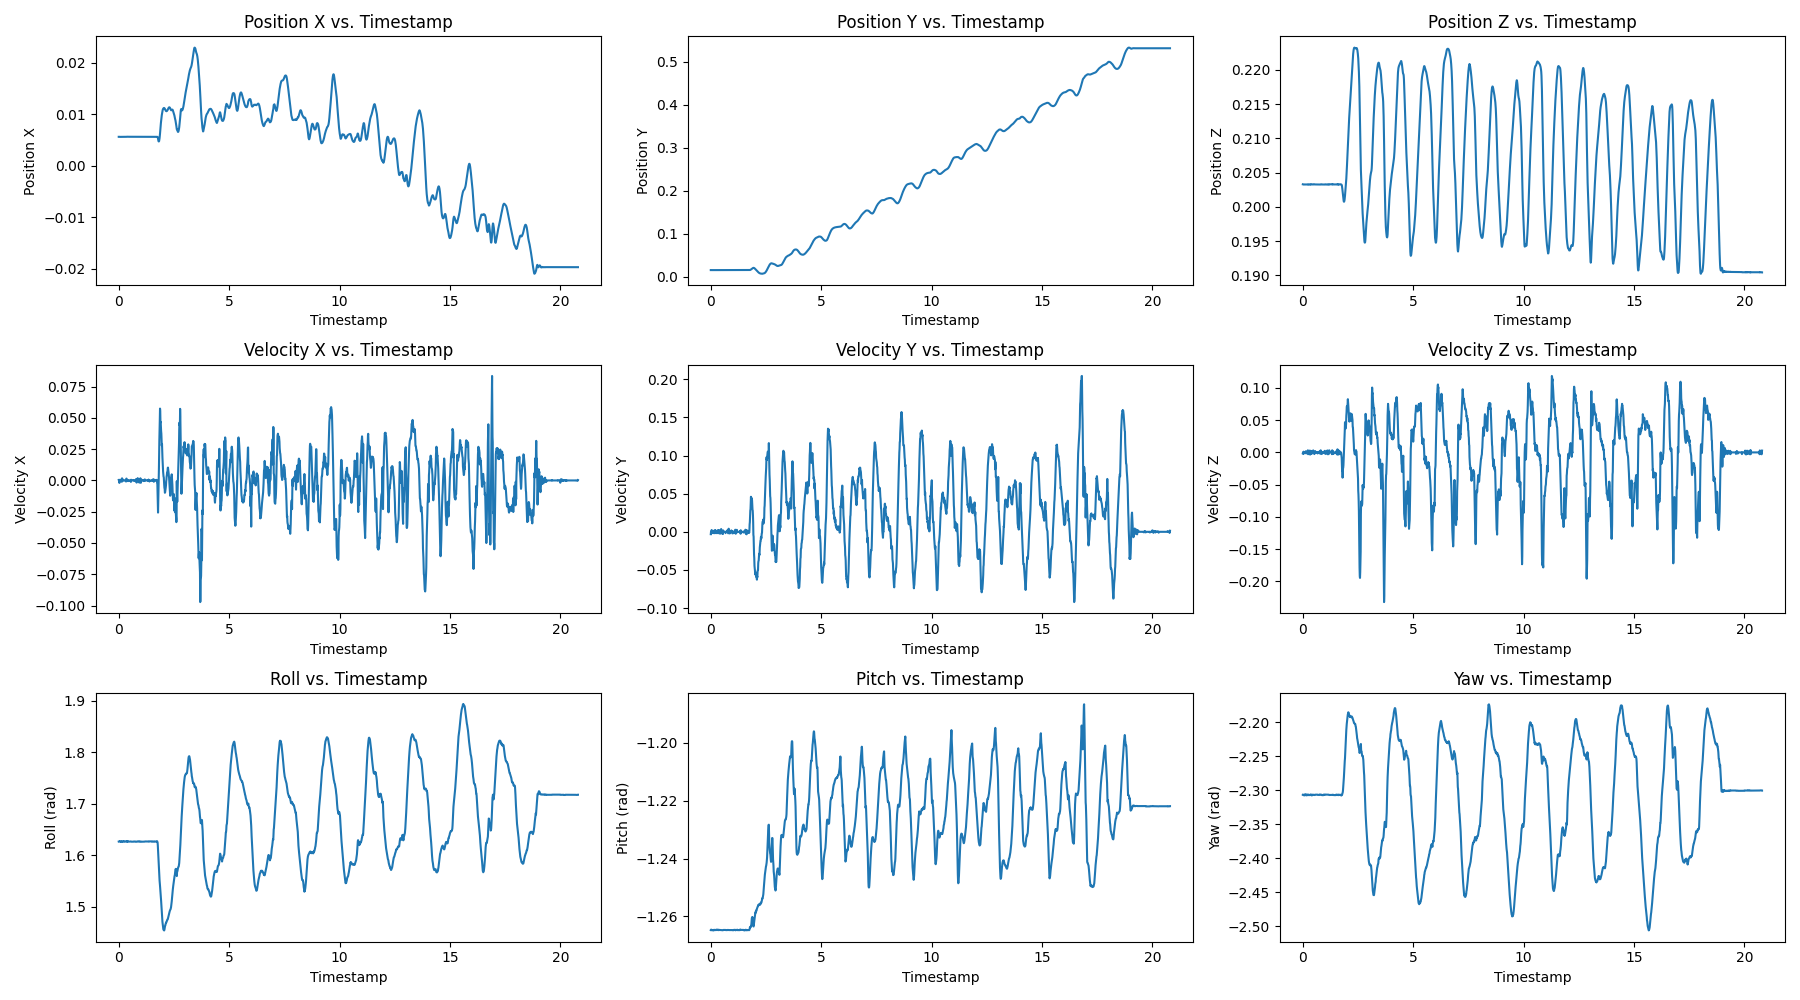 Position X vs. Timestamp
Position X
0.02
0.01
0.00
−0.01
−0.02
0 5 10 15 20
Timestamp
Position Y vs. Timestamp
Position Y
0.5
0.4
0.3
0.2
0.1
0.0
0 5 10 15 20
Timestamp
Position Z vs. Timestamp
Position Z
0.220
0.215
0.210
0.205
0.200
0.195
0.190
0 5 10 15 20
Timestamp
Velocity X vs. Timestamp
Velocity X
0.075
0.050
0.025
0.000
−0.025
−0.050
−0.075
−0.100
0 5 10 15 20
Timestamp
Velocity Y vs. Timestamp
Velocity Y
0.20
0.15
0.10
0.05
0.00
−0.05
−0.10
0 5 10 15 20
Timestamp
Velocity Z vs. Timestamp
Velocity Z
0.10
0.05
0.00
−0.05
−0.10
−0.15
−0.20
0 5 10 15 20
Timestamp
Roll vs. Timestamp
Roll (rad)
1.9
1.8
1.7
1.6
1.5
0 5 10 15 20
Timestamp
Pitch vs. Timestamp
Pitch (rad)
−1.20
−1.22
−1.24
−1.26
0 5 10 15 20
Timestamp
Yaw vs. Timestamp
Yaw (rad)
−2.20
−2.25
−2.30
−2.35
−2.40
−2.45
−2.50
0 5 10 15 20
Timestamp